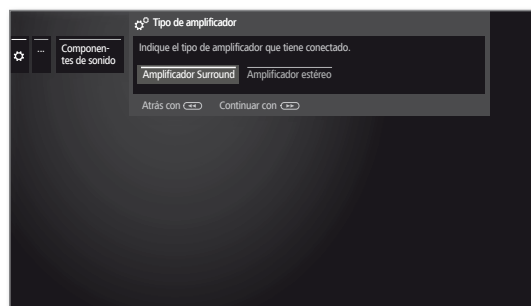 Tipo de amplificador
...
Componen-
tes de sonido
Indique el tipo de amplificador que tiene conectado.
Amplificador Surround Amplificador estéreo
Atrás con Continuar con